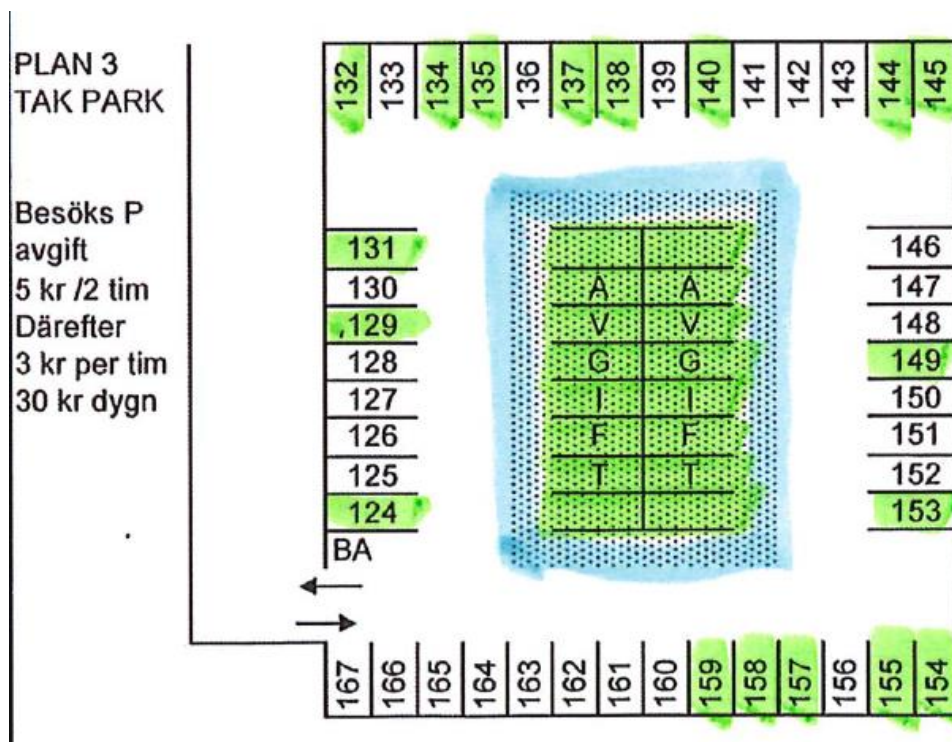 PLAN 3
TAK PARK
Besöks P
avgift
5 kr /2 tim
Därefter
3 kr per tim
30 kr dygn
132 133 134 135 136 137 138 139 140 141 142 143 144 145
131
130
129
128
127
126
125
124
BA
A A
V V
G G
I I
F F
T T
146
147
148
149
150
151
152
153
167 166 165 164 163 162 161 160 159 158 157 156 155 154